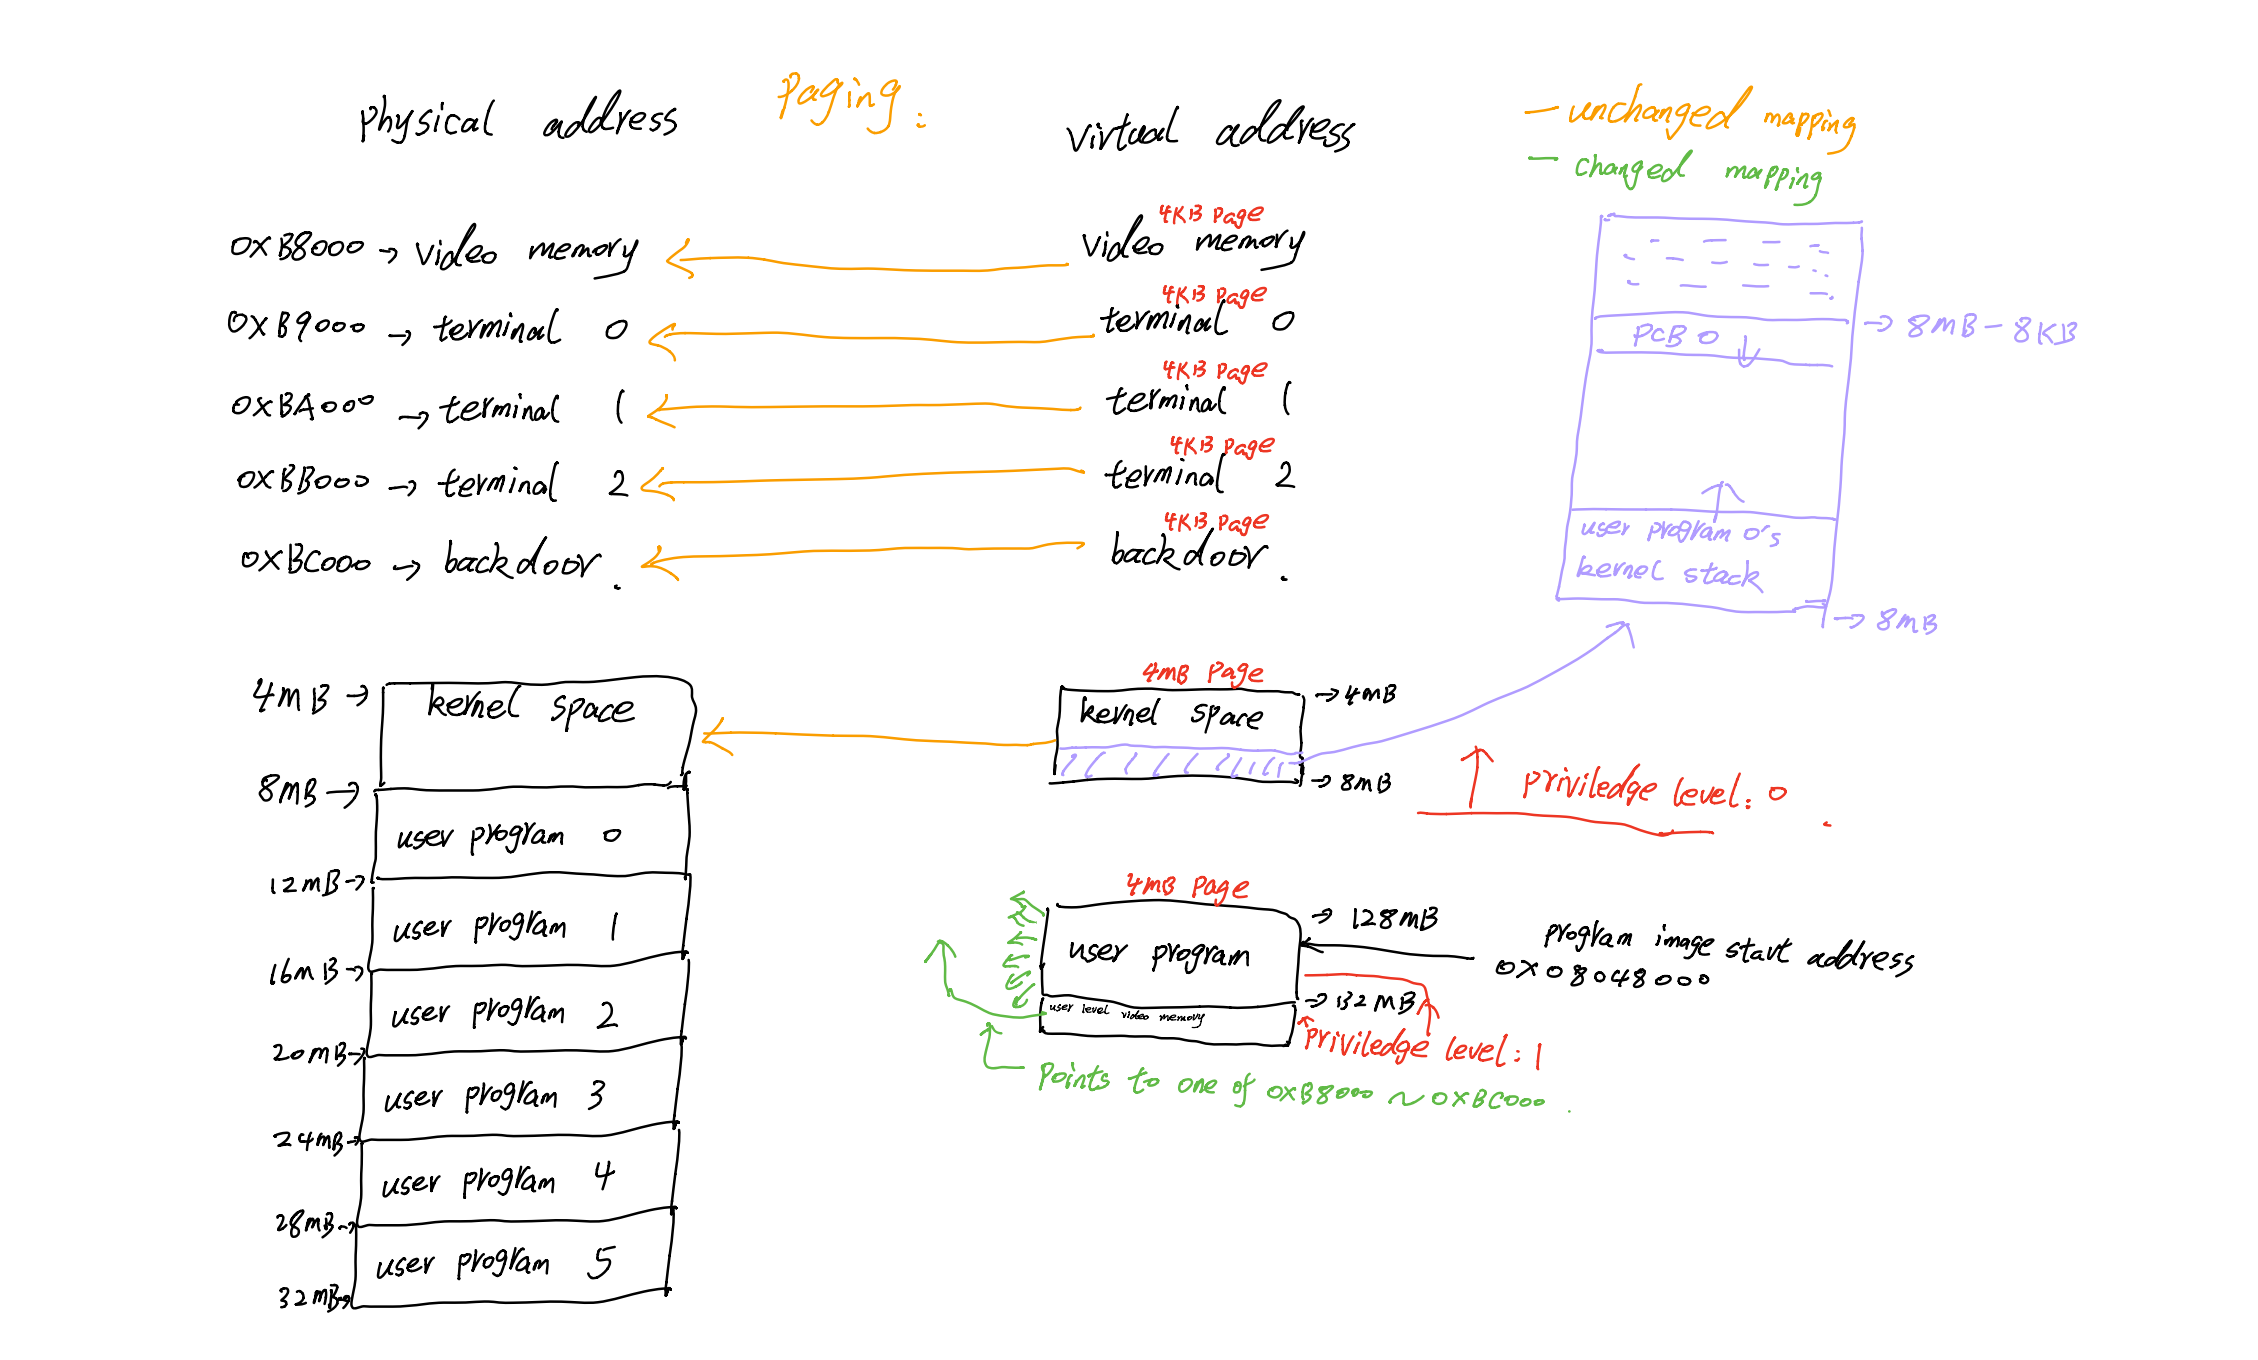 Paging:
physical address
virtual address
- unchanged mapping
- changed mapping
0xB8000 → video memory
4KB page
video memory
0xB9000 → terminal 0
4KB page
terminal 0
0xBA000 → terminal 1
4KB page
terminal 1
0xBB000 → terminal 2
4KB page
terminal 2
0xBC000 → backdoor.
4KB page
backdoor.
PCB 0
→ 8MB - 8KB
user program 0's
kernel stack
→ 8MB
4MB →
kernel space
8MB →
user program 0
12MB →
user program 1
16MB →
user program 2
20MB →
user program 3
24MB →
user program 4
28MB →
user program 5
32MB →
4MB page
kernel space
→ 4MB
→ 8MB
priviledge level: 0.
4MB page
user program
→ 128MB
program image start address
0x08048000
→ 132MB
user level video memory
priviledge level: 1
points to one of 0xB8000 ~ 0xBC000.